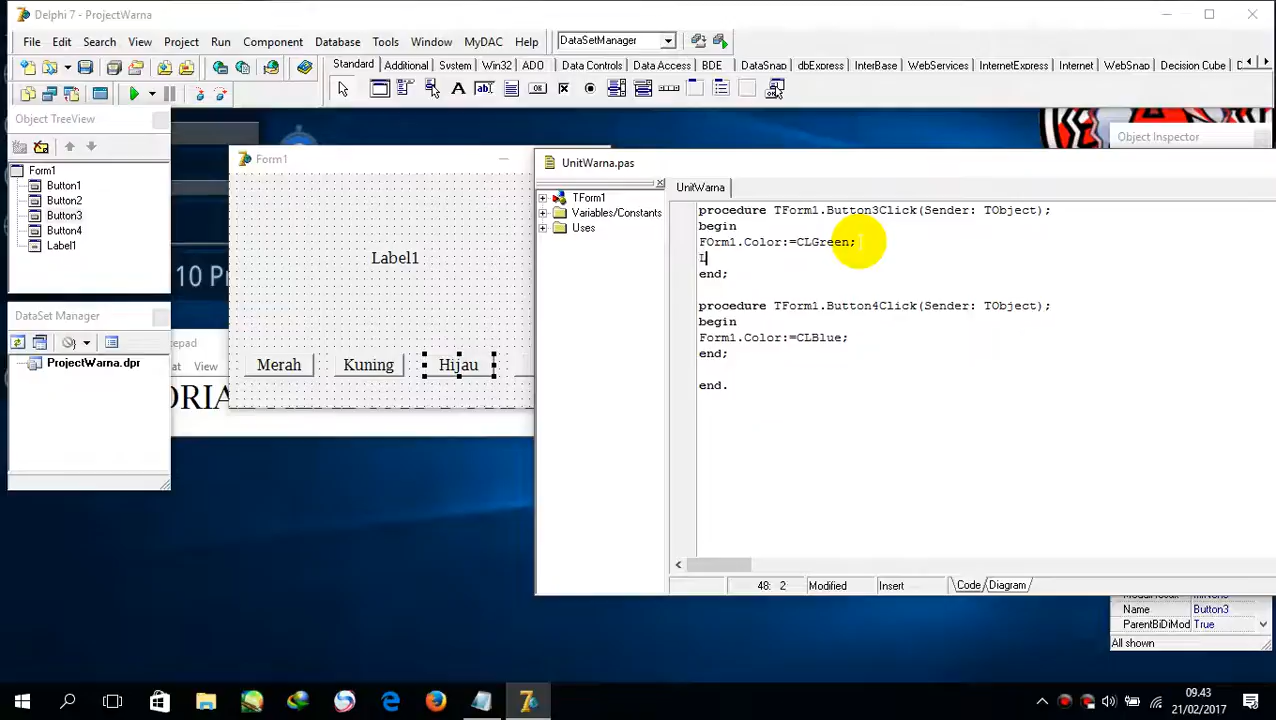 Delphi 7 - ProjectWarna
File Edit Search View Project Run Component Database Tools Window MyDAC Help
DataSetManager
Standard Additional System Win32 ADO Data Controls Data Access BDE DataSnap dbExpress InterBase WebServices InternetExpress Internet WebSnap Decision Cube
Object TreeView
Form1
Button1
Button2
Button3
Button4
Label1
DataSet Manager
ProjectWarna.dpr
Form1
Label1
Merah Kuning Hijau
10 Pr
epad
ORIA
UnitWarna.pas
TForm1
Variables/Constants
Uses
UnitWarna
procedure TForm1.Button3Click(Sender: TObject);
begin
FOrm1.Color:=CLGreen;
L
end;
procedure TForm1.Button4Click(Sender: TObject);
begin
Form1.Color:=CLBlue;
end;
end.
48: 2 Modified Insert Code Diagram
Object Inspector
Name Button3
ParentBiDiMod True
All shown
09.43
21/02/2017